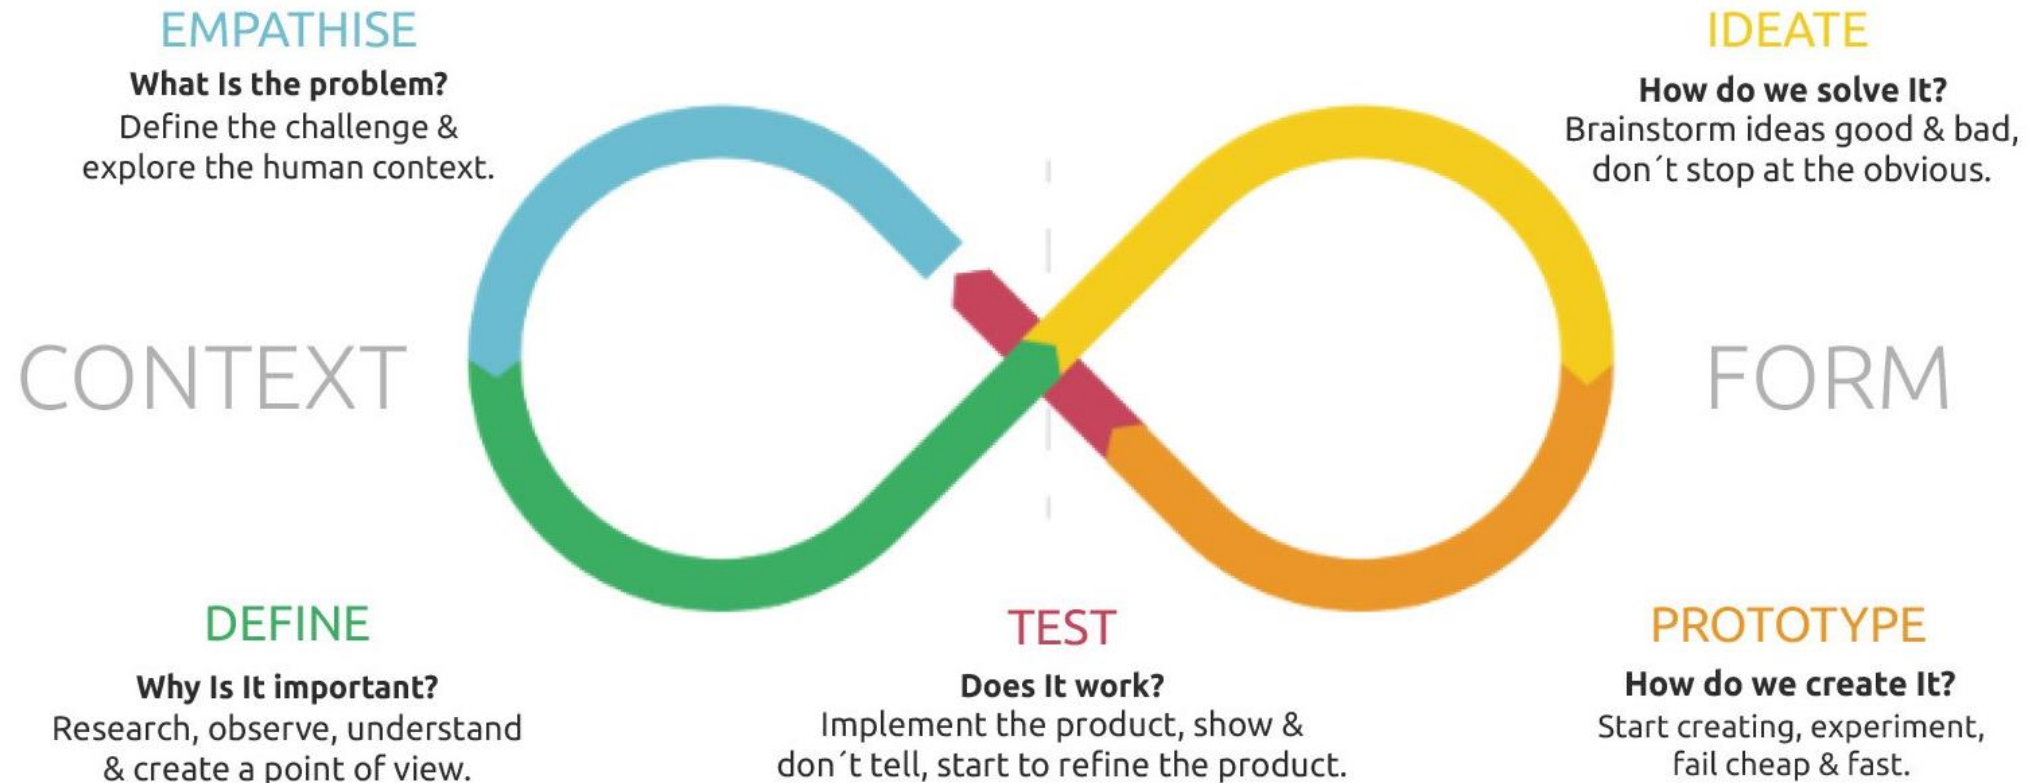 EMPATHISE
What Is the problem?
Define the challenge &
explore the human context.
IDEATE
How do we solve It?
Brainstorm ideas good & bad,
don´t stop at the obvious.
CONTEXT
FORM
DEFINE
Why Is It important?
Research, observe, understand
& create a point of view.
TEST
Does It work?
Implement the product, show &
don´t tell, start to refine the product.
PROTOTYPE
How do we create It?
Start creating, experiment,
fail cheap & fast.